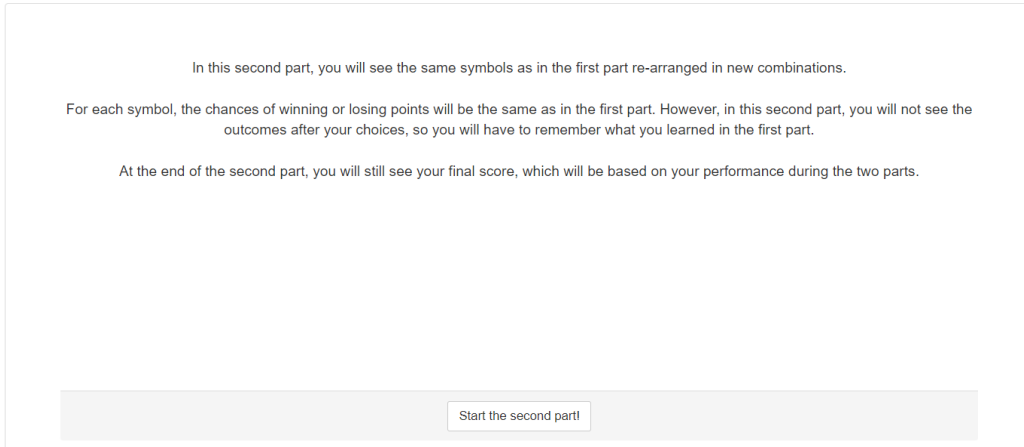 In this second part, you will see the same symbols as in the first part re-arranged in new combinations.
For each symbol, the chances of winning or losing points will be the same as in the first part. However, in this second part, you will not see the
outcomes after your choices, so you will have to remember what you learned in the first part.
At the end of the second part, you will still see your final score, which will be based on your performance during the two parts.
Start the second part!